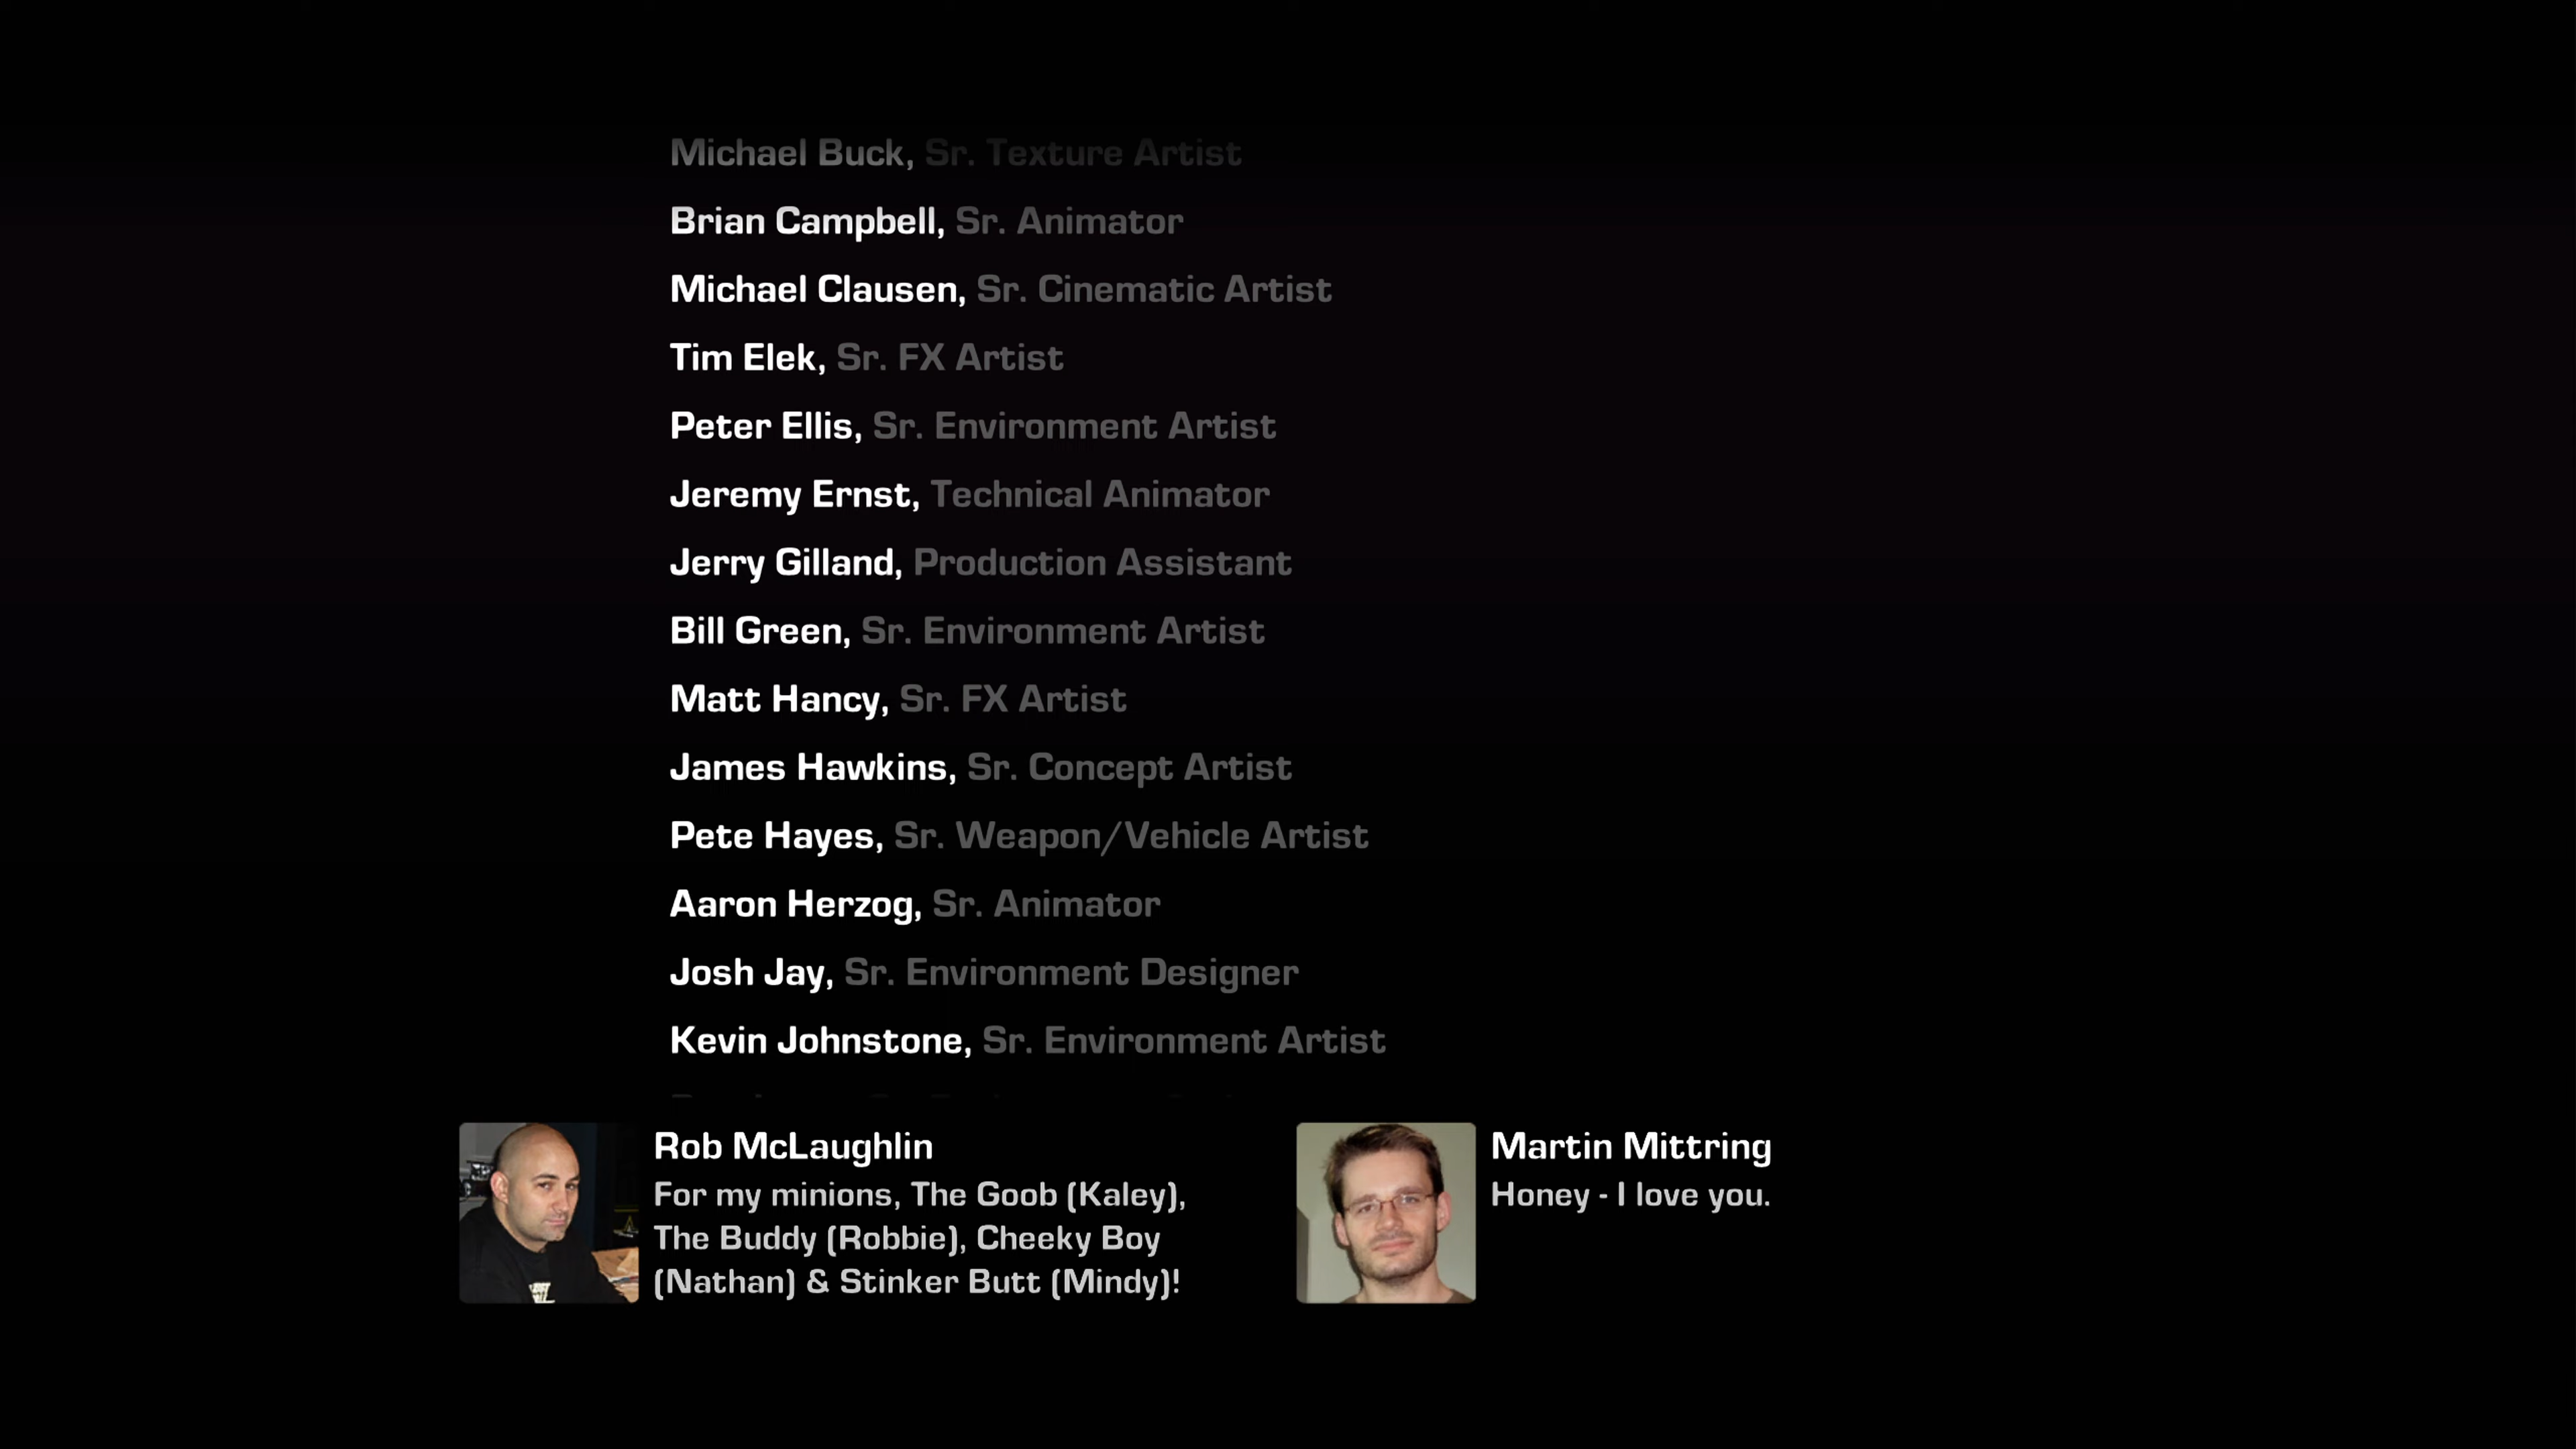 Michael Buck, Sr. Texture Artist
Brian Campbell, Sr. Animator
Michael Clausen, Sr. Cinematic Artist
Tim Elek, Sr. FX Artist
Peter Ellis, Sr. Environment Artist
Jeremy Ernst, Technical Animator
Jerry Gilland, Production Assistant
Bill Green, Sr. Environment Artist
Matt Hancy, Sr. FX Artist
James Hawkins, Sr. Concept Artist
Pete Hayes, Sr. Weapon/Vehicle Artist
Aaron Herzog, Sr. Animator
Josh Jay, Sr. Environment Designer
Kevin Johnstone, Sr. Environment Artist
Rob McLaughlin
For my minions, The Goob (Kaley),
The Buddy (Robbie), Cheeky Boy
(Nathan) & Stinker Butt (Mindy)!
Martin Mittring
Honey - I love you.